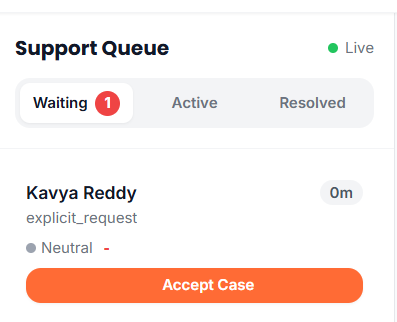 Support Queue
Live
Waiting 1
Active
Resolved
Kavya Reddy
0m
explicit_request
Neutral -
Accept Case